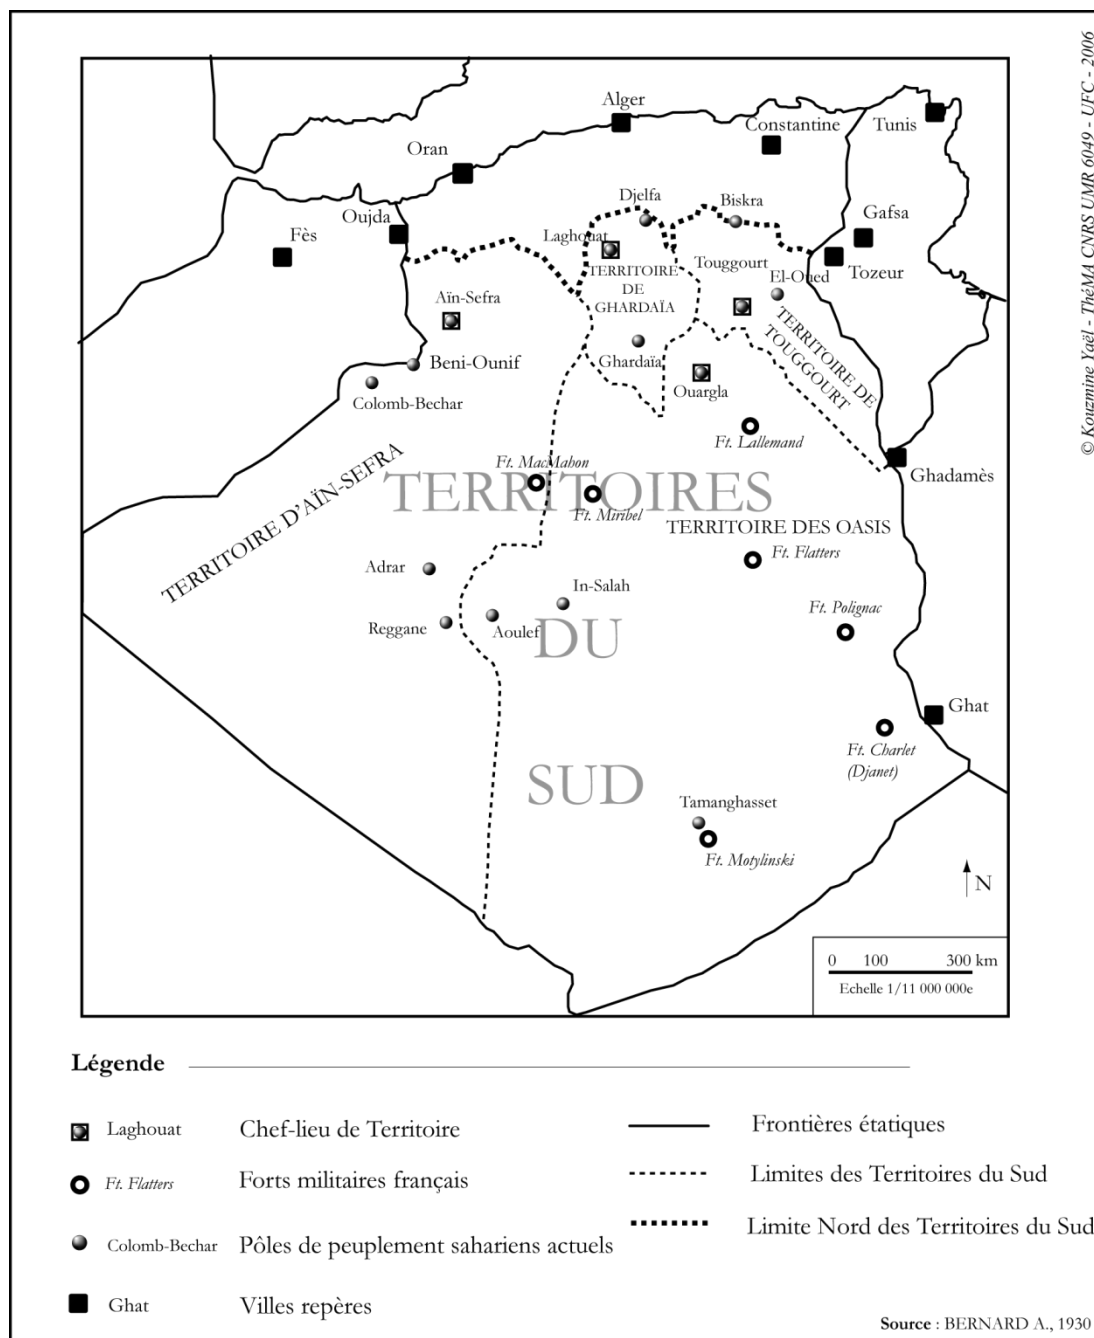 © Kouzmine Yaël - ThéMA CNRS UMR 6049 - UFC - 2006
Alger
Constantine
Tunis
Oran
Djelfa
Biskra
Oujda
Gafsa
Fès
Laghouat
Touggourt
Tozeur
El-Oued
TERRITOIRE
DE
GHARDAÏA
Aïn-Sefra
TERRITOIRE DE
TOUGGOURT
Beni-Ounif
Ghardaïa
Ouargla
Colomb-Bechar
Ft. Lallemand
Ft. MacMahon
Ghadamès
TERRITOIRES
Ft. Miribel
TERRITOIRE D'AÏN-SEFRA
TERRITOIRE DES OASIS
Ft. Flatters
Adrar
In-Salah
Ft. Polignac
Reggane
Aoulef
DU
Ghat
Ft. Charlet
(Djanet)
SUD
Tamanghasset
Ft. Motylinski
N
0 100 300 km
Echelle 1/11 000 000e
Légende
Laghouat Chef-lieu de Territoire
Ft. Flatters Forts militaires français
Colomb-Bechar Pôles de peuplement sahariens actuels
Ghat Villes repères
Frontières étatiques
Limites des Territoires du Sud
Limite Nord des Territoires du Sud
Source : BERNARD A., 1930